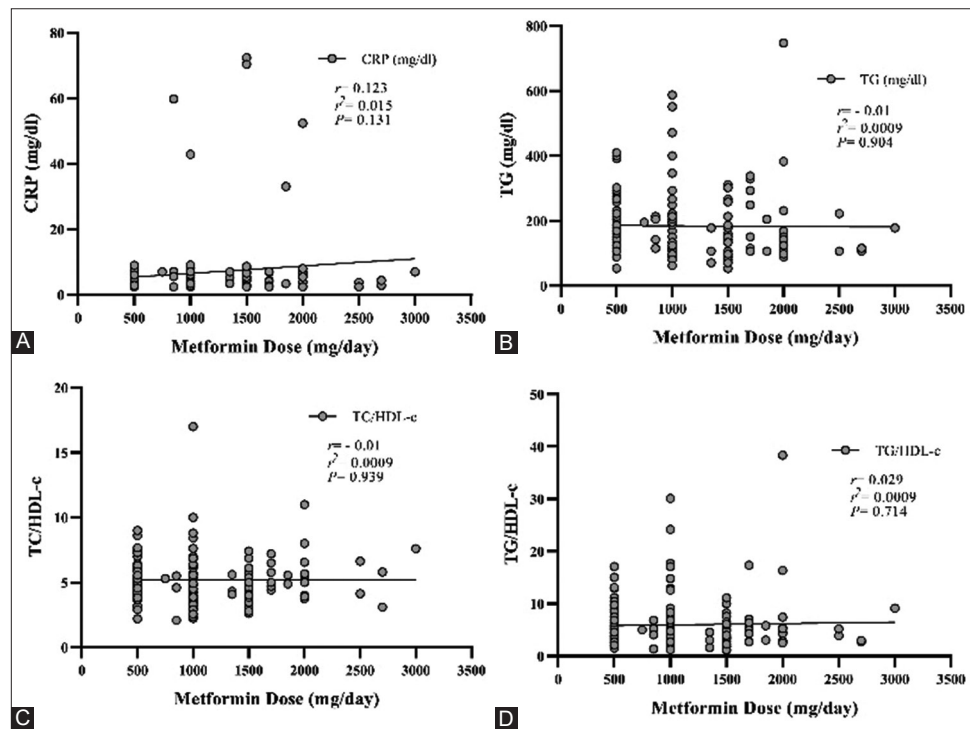 80
60
40
20
0
CRP (mg/dl)
CRP (mg/dl)
r= 0.123
r²= 0.015
P= 0.131
0 500 1000 1500 2000 2500 3000 3500
Metformin Dose (mg/day)
A
800
600
400
200
0
TG (mg/dl)
TG (mg/dl)
r= - 0.01
r²= 0.0009
P= 0.904
0 500 1000 1500 2000 2500 3000 3500
Metformin Dose (mg/day)
B
20
15
10
5
0
TC/HDL-c
TC/HDL-c
r= - 0.01
r²= 0.0009
P= 0.939
0 500 1000 1500 2000 2500 3000 3500
Metformin Dose (mg/day)
C
50
40
30
20
10
0
TG/HDL-c
TG/HDL-c
r= 0.029
r²= 0.0009
P= 0.714
0 500 1000 1500 2000 2500 3000 3500
Metformin Dose (mg/day)
D